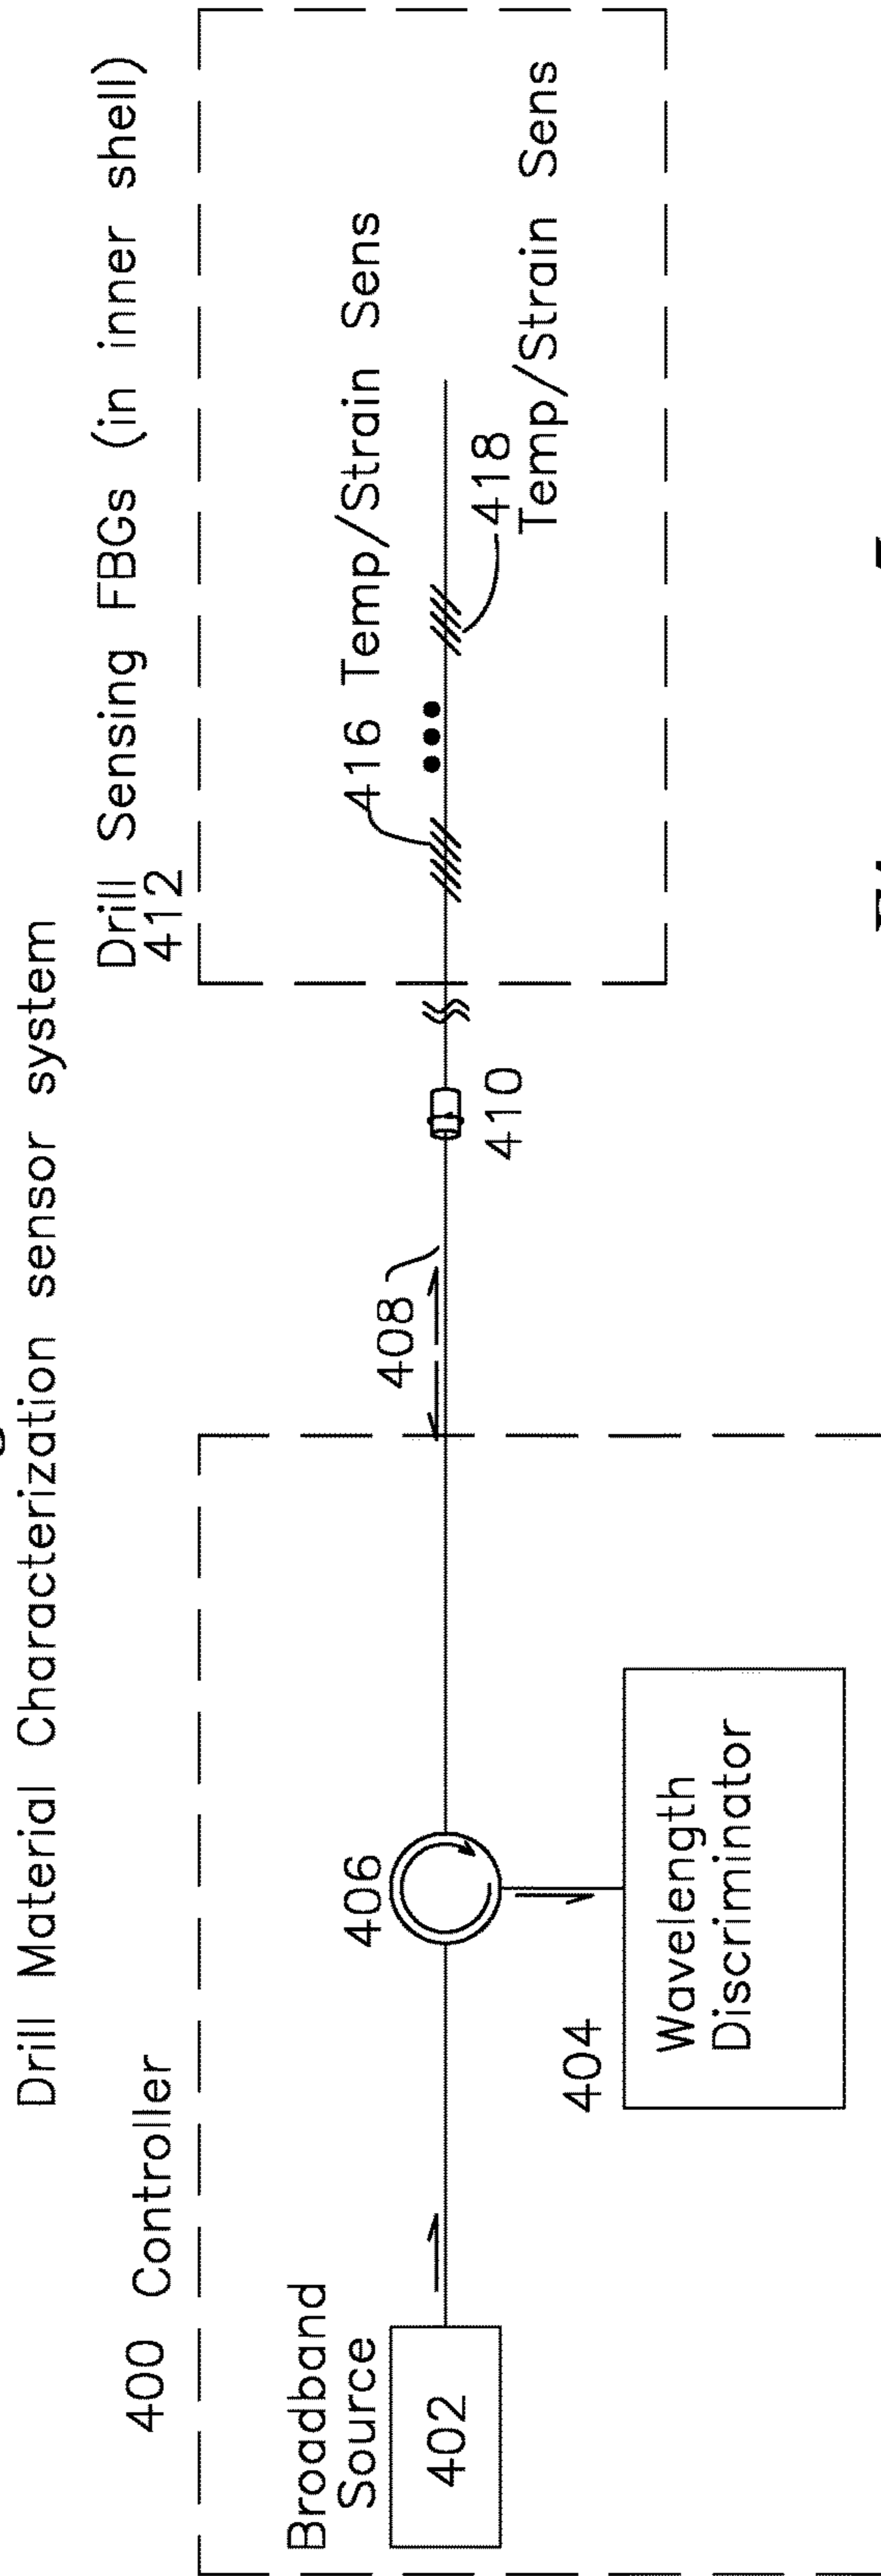 Drill Material Characterization sensor system
400 Controller
Drill Sensing FBGs (in inner shell)
412
Broadband
Source
402
406
404
Wavelength
Discriminator
408
410
416 Temp/Strain Sens
418
Temp/Strain Sens